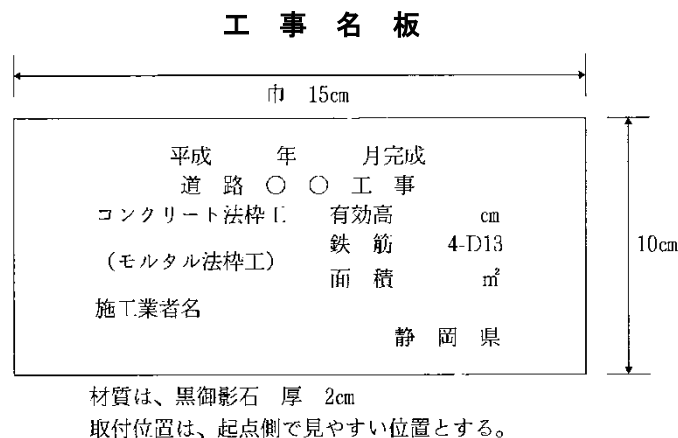 工事名板
巾 15cm
平成 年 月完成
道路〇〇工事
コンクリート法枠工 有効高 cm
鉄筋 4-D13
(モルタル法枠工)
面積 ㎡
施工業者名
静岡県
10cm
材質は、黒御影石 厚 2cm
取付位置は、起点側で見やすい位置とする。